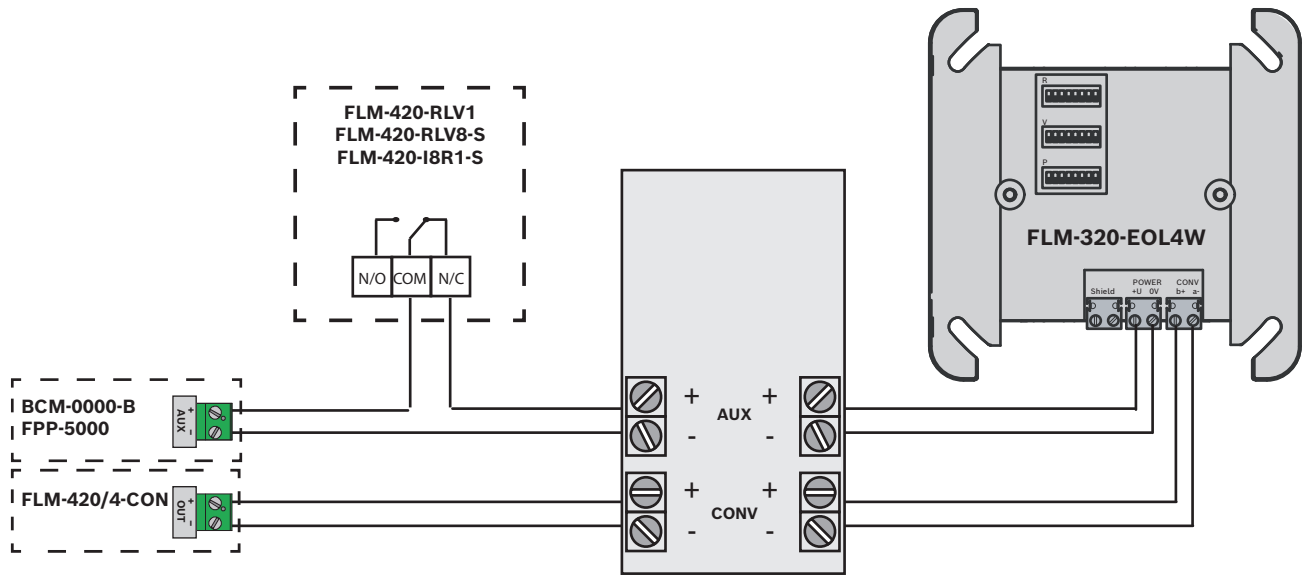 FLM-420-RLV1
FLM-420-RLV8-S
FLM-420-I8R1-S
N/O COM N/C
BCM-0000-B
FPP-5000
+ AUX -
FLM-420/4-CON
+ OUT -
+ AUX +
- -
+ CONV +
- -
R
V
P
FLM-320-EOL4W
Shield POWER CONV
+U 0V b+ a-